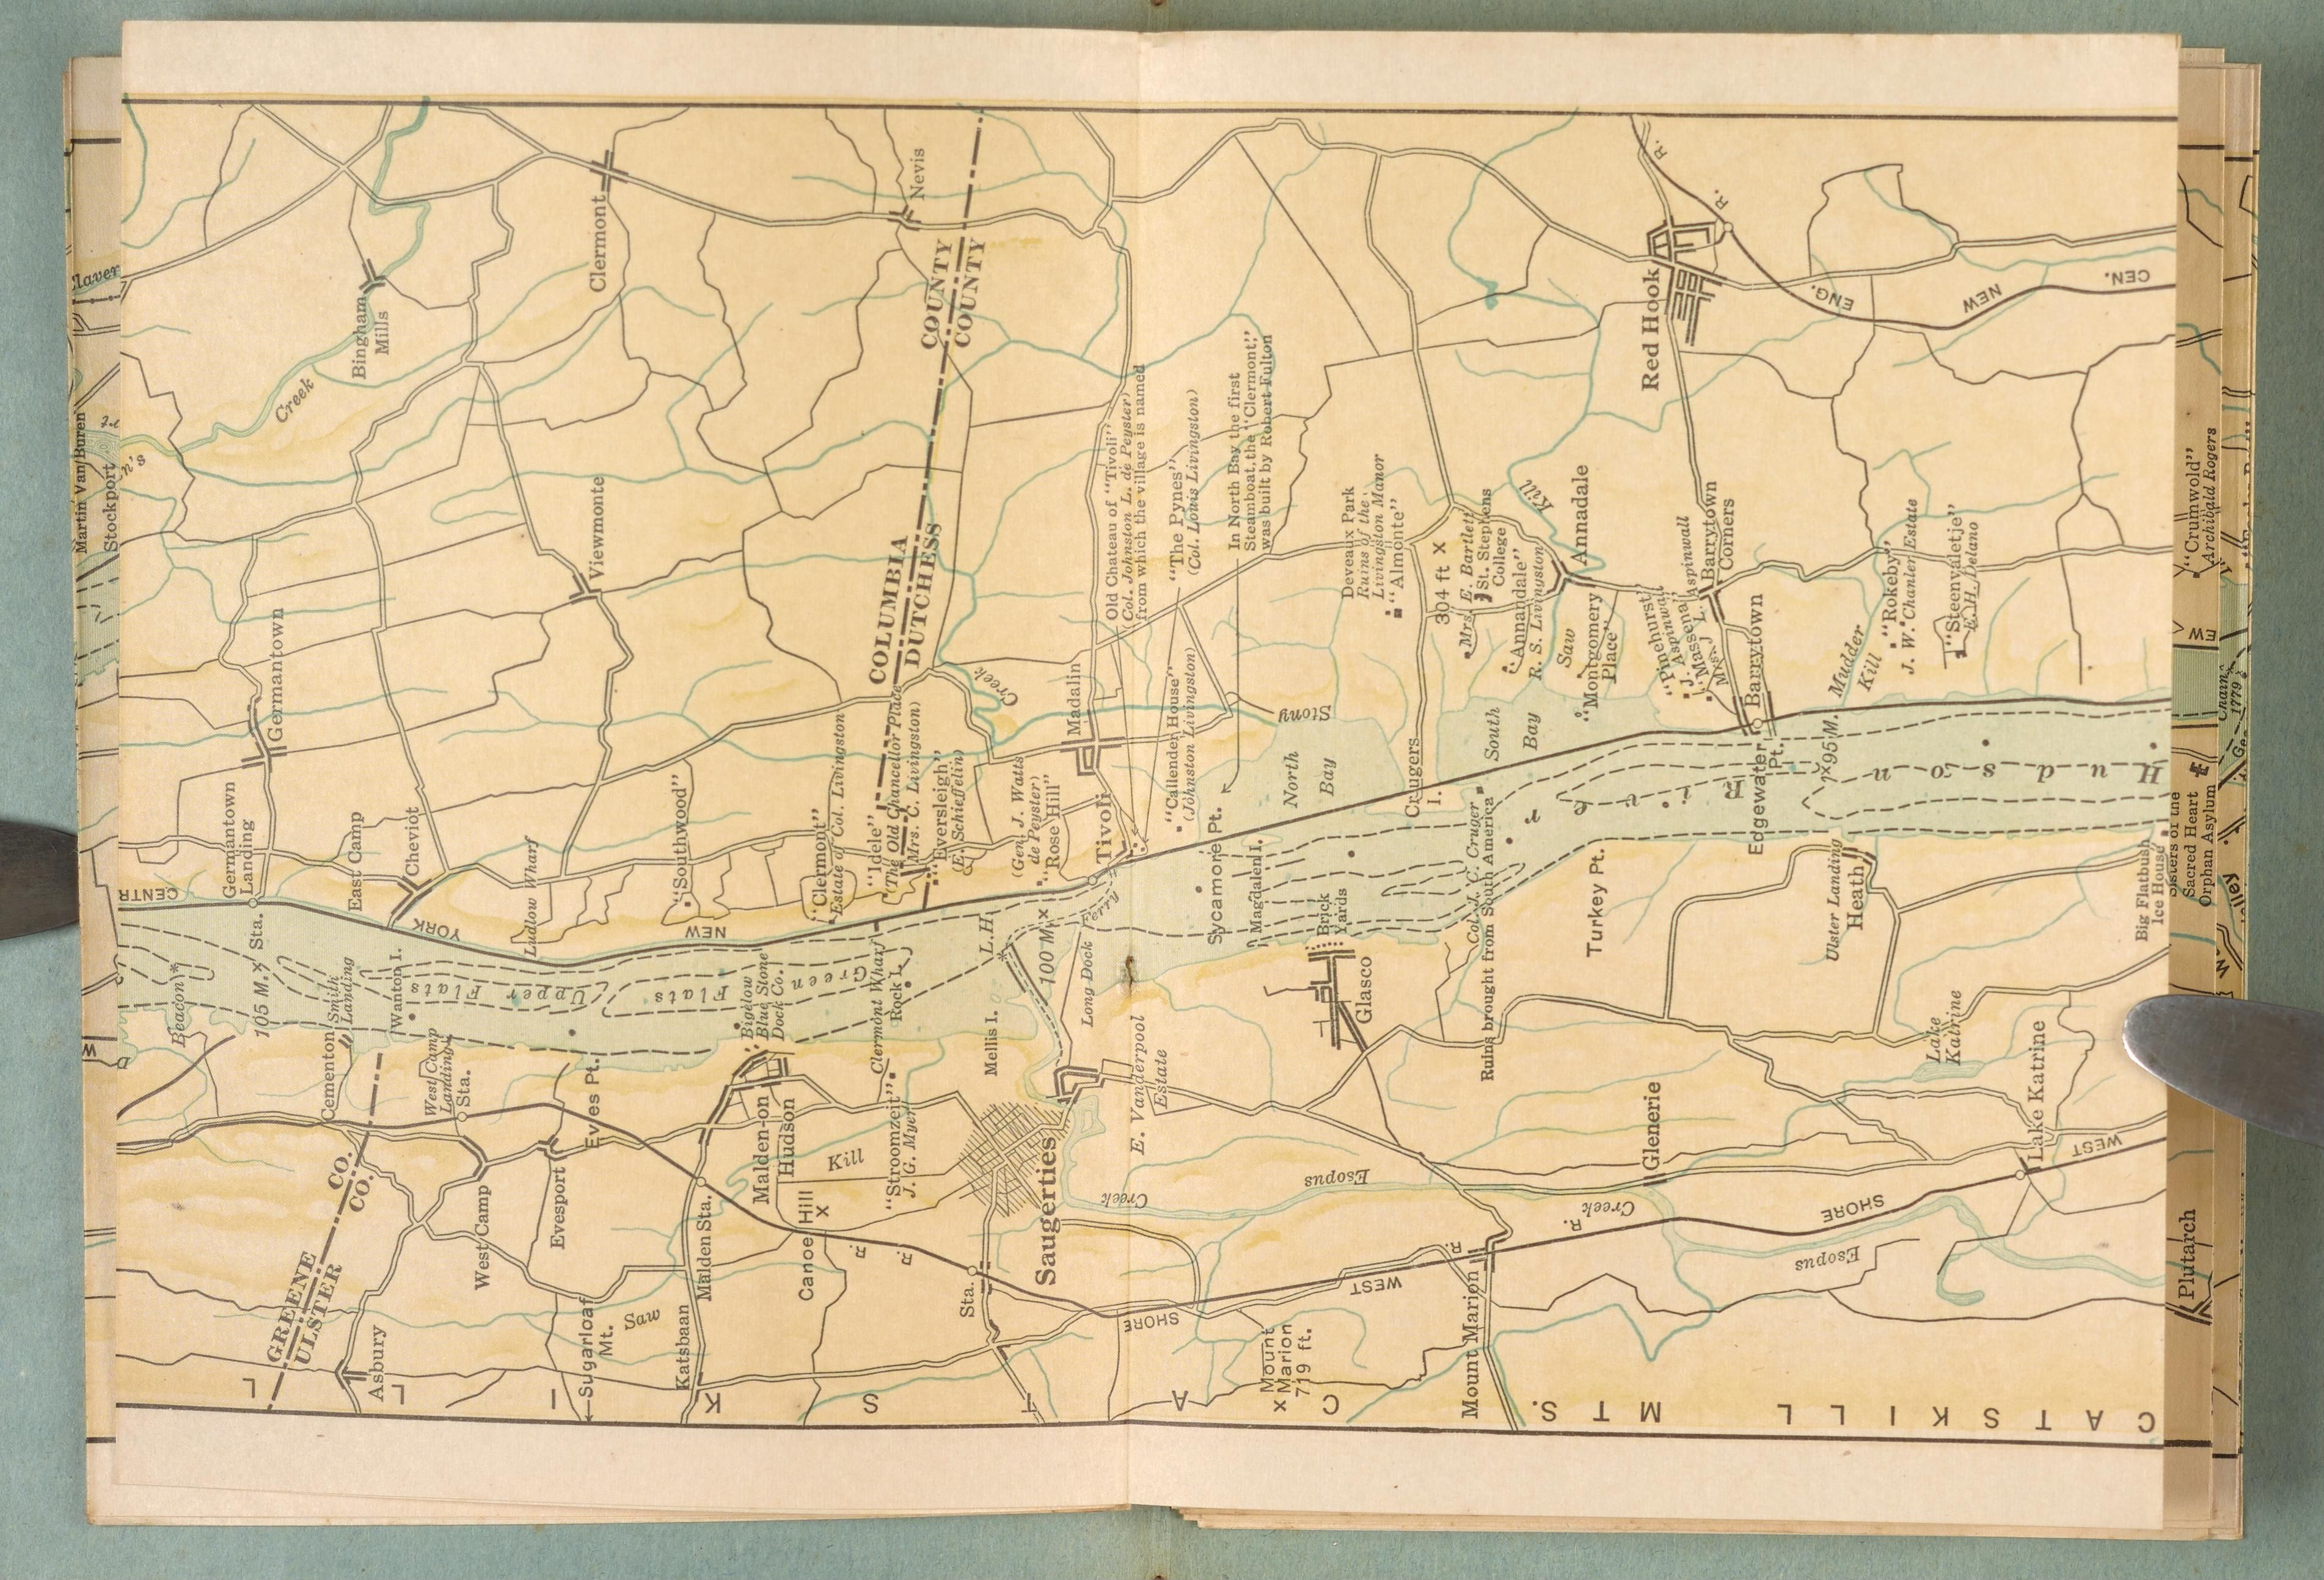 GREENE CO.
ULSTER CO.
Asbury
Sugarloaf
Mt.
Saw
Katsbaan
Malden Sta.
West Camp
Evesport
Canoe Hill
x
Kill
Malden-on
Hudson
"Stroomzeit"
J. G. Myer
Saugerties
Sta.
SHORE
WEST
R.
R.
x Mount
Marion
719 ft.
Mount Marion
R.
R.
Creek
Esopus
Creek
SHORE
Esopus
Glenerie
Lake Katrine
WEST
Lake
Katrine
CATSKILL MTS.
CATSKILL
Cementon
Smith
Landing
West Camp
Landing
Sta.
Eves Pt.
Beacon*
105 M. x
Sta.
Wanton I.
Upper Flats
Green Flats
Bigelow
Blue Stone
Dock Co.
Clermont Wharf
Rock I.
L.H.
Mellis I.
100 M. x
Long Dock
Ferry
E. Vanderpool
Estate
Glasco
Brick
Yards
Magdalen I.
Sycamore Pt.
Col. J. C. Cruger
Ruins brought from South America
Turkey Pt.
Ulster Landing
Heath
Big Flatbush
Ice House
Hudson River
95 M.
Edgewater
Pt.
Crugers
I.
North
Bay
South
Bay
Stony
Creek
CENTR
YORK
NEW
Germantown
Landing
East Camp
Cheviot
Ludlow Wharf
"Southwood"
"Clermont"
Estate of Col. Livingston
"Idele"
(The Old Chancellor Place
Mrs. C. Livingston)
"Eversleigh"
(E. Schieffelin)
(Gen. J. Watts
de Peyster)
"Rose Hill"
Tivoli
Madalin
"Callender House"
(Johnston Livingston)
Old Chateau of "Tivoli"
(Col. Johnston L. de Peyster)
from which the village is named
"The Pynes"
(Col. Louis Livingston)
In North Bay the first
Steamboat, the "Clermont,"
was built by Robert Fulton
Deveaux Park
Ruins of the
Livingston Manor
"Almonte"
304 ft x
Mrs. E. Bartlett
St. Stephens
College
"Annandale"
R. S. Livingston
Saw
Kill
Annadale
"Montgomery
Place"
"Pinehurst"
J. Aspinwall
"Massena"
Mrs. J. L. Aspinwall
Barrytown
Corners
Barrytown
Mudder
Kill
"Rokeby"
J. W. Chanler Estate
"Steenvaletje"
F. H. Delano
Red Hook
R.
R.
ENG.
NEW
CEN.
Germantown
Viewmonte
Creek
Bingham
Mills
Clermont
Nevis
COLUMBIA COUNTY
DUTCHESS COUNTY
Claver
Martin Van Buren
Stockport
n's
W
"Crumwold"
Archibald Rogers
EW
Chain
1779
Sisters of the
Sacred Heart
Orphan Asylum
Plutarch